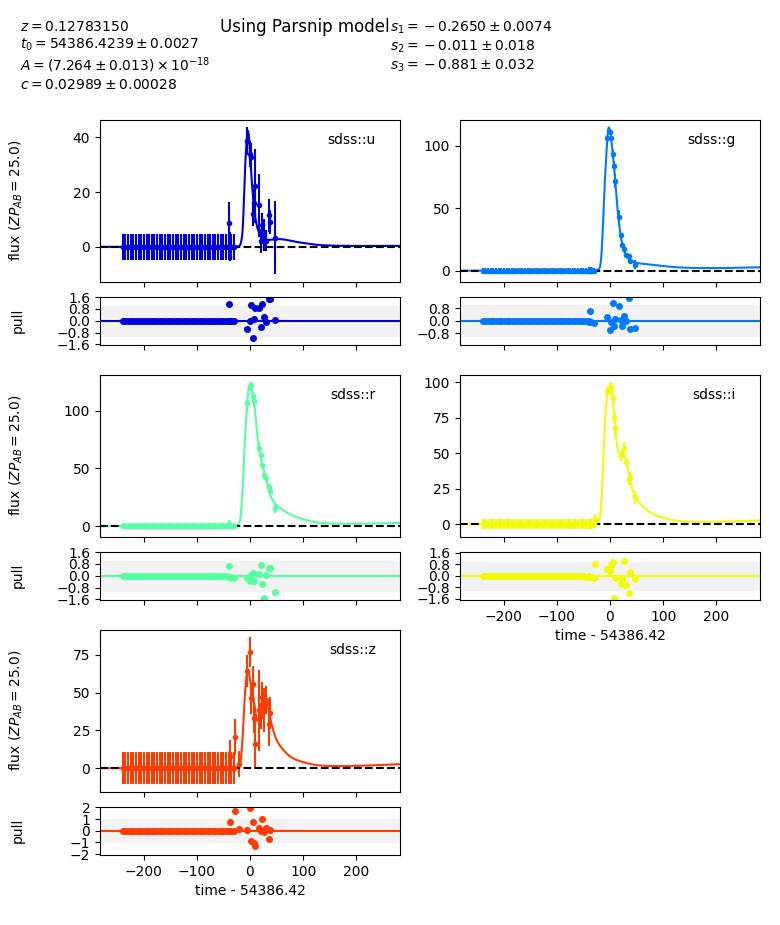 Using Parsnip model
z = 0.12783150
t₀ = 54386.4239 ± 0.0027
A = (7.264 ± 0.013) × 10⁻¹⁸
c = 0.02989 ± 0.00028
s₁ = −0.2650 ± 0.0074
s₂ = −0.011 ± 0.018
s₃ = −0.881 ± 0.032
sdss::u
flux (ZP_AB = 25.0)
40
20
0
pull
1.6
0.8
0.0
−0.8
−1.6
sdss::g
100
50
0
0.8
0.0
−0.8
sdss::r
flux (ZP_AB = 25.0)
100
50
0
pull
1.6
0.8
0.0
−0.8
−1.6
sdss::i
100
75
50
25
0
1.6
0.8
0.0
−0.8
−1.6
−200 −100 0 100 200
time - 54386.42
sdss::z
flux (ZP_AB = 25.0)
75
50
25
0
pull
2
1
0
−1
−2
−200 −100 0 100 200
time - 54386.42